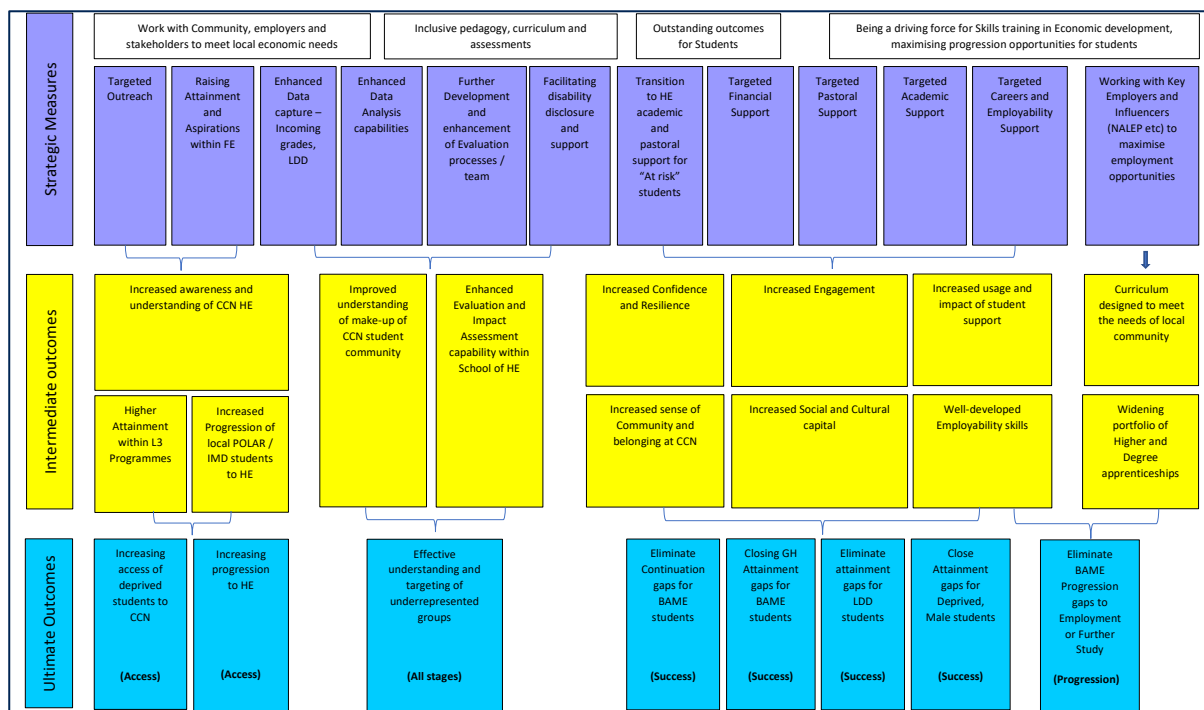 Work with Community, employers and
stakeholders to meet local economic needs
Inclusive pedagogy, curriculum and
assessments
Outstanding outcomes
for Students
Being a driving force for Skills training in Economic development,
maximising progression opportunities for students
Strategic Measures
Targeted
Outreach
Raising
Attainment
and
Aspirations
within FE
Enhanced
Data
capture –
Incoming
grades,
LDD
Enhanced
Data
Analysis
capabilities
Further
Development
and
enhancement
of Evaluation
processes /
team
Facilitating
disability
disclosure
and
support
Transition
to HE
academic
and
pastoral
support for
“At risk”
students
Targeted
Financial
Support
Targeted
Pastoral
Support
Targeted
Academic
Support
Targeted
Careers and
Employability
Support
Working with Key
Employers and
Influencers
(NALEP etc) to
maximise
employment
opportunities
Intermediate outcomes
Increased awareness and
understanding of CCN HE
Improved
understanding
of make-up of
CCN student
community
Enhanced
Evaluation and
Impact
Assessment
capability within
School of HE
Increased Confidence
and Resilience
Increased Engagement
Increased usage and
impact of student
support
Curriculum
designed to meet
the needs of local
community
Higher
Attainment
within L3
Programmes
Increased
Progression of
local POLAR /
IMD students
to HE
Increased sense of
Community and
belonging at CCN
Increased Social and Cultural
capital
Well-developed
Employability skills
Widening
portfolio of
Higher and
Degree
apprenticeships
Ultimate Outcomes
Increasing
access of
deprived
students to
CCN
(Access)
Increasing
progression
to HE
(Access)
Effective
understanding and
targeting of
underrepresented
groups
(All stages)
Eliminate
Continuation
gaps for
BAME
students
(Success)
Closing GH
Attainment
gaps for
BAME
students
(Success)
Eliminate
attainment
gaps for
LDD
students
(Success)
Close
Attainment
gaps for
Deprived,
Male students
(Success)
Eliminate
BAME
Progression
gaps to
Employment
or Further
Study
(Progression)